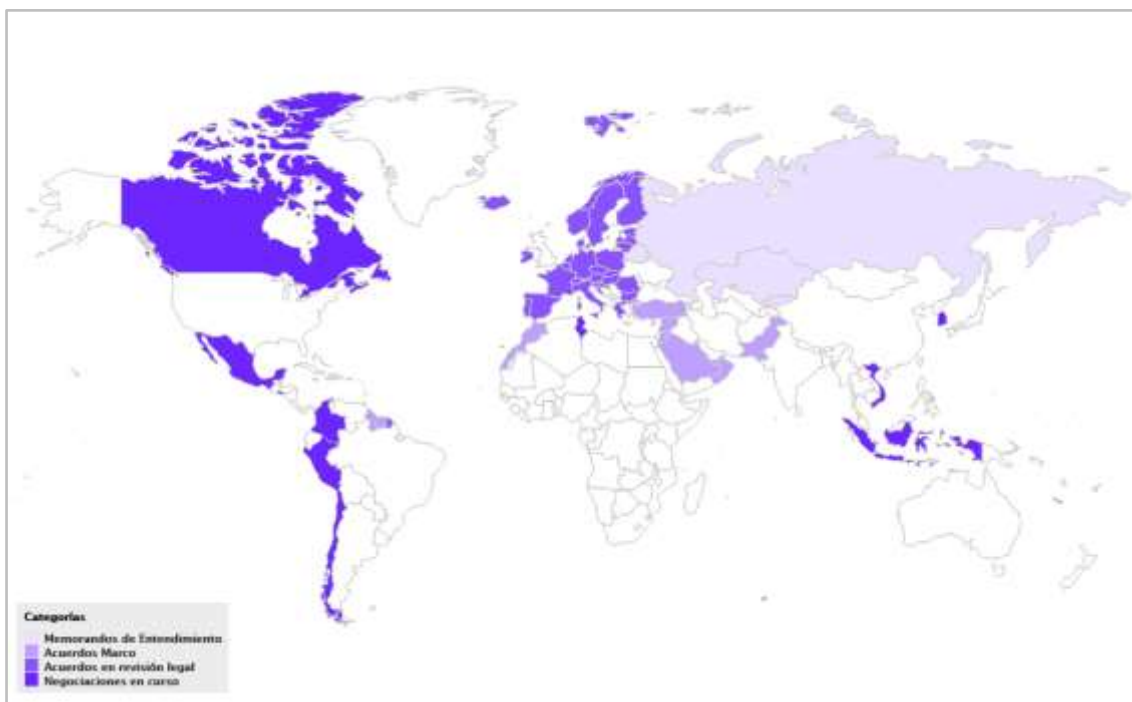 Categorías
Memorandos de Entendimiento
Acuerdos Marco
Acuerdos en revisión legal
Negociaciones en curso